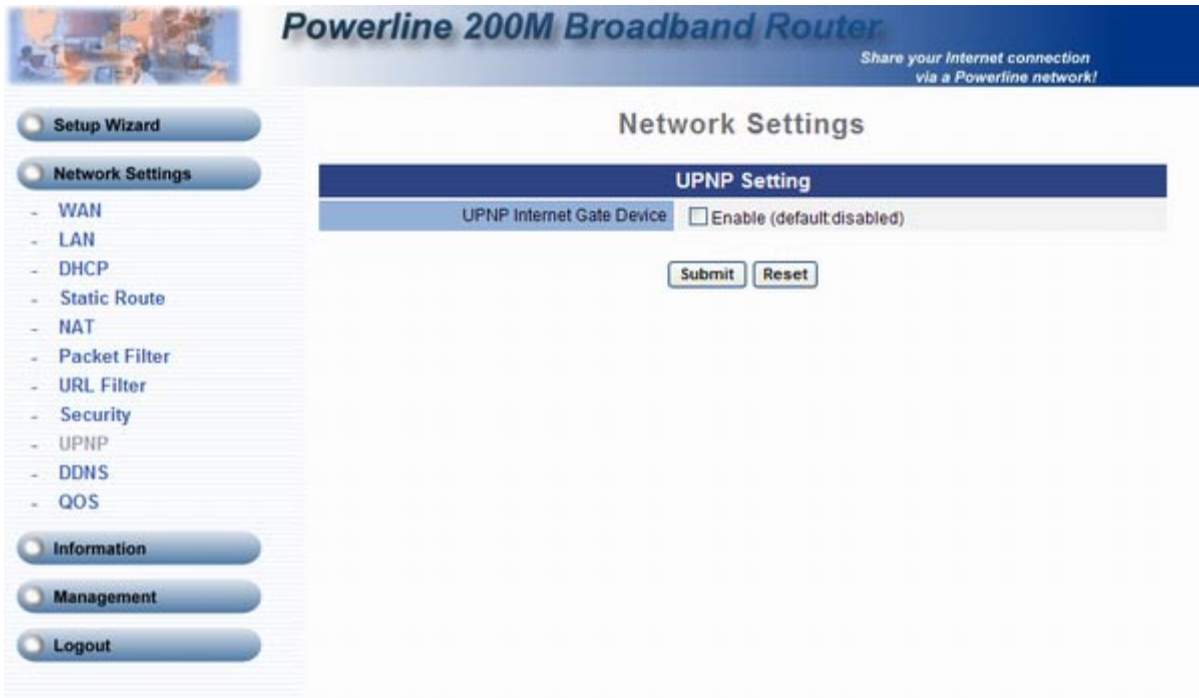 Powerline 200M Broadband Router
Share your Internet connection
via a Powerline network!
Setup Wizard
Network Settings
- WAN
- LAN
- DHCP
- Static Route
- NAT
- Packet Filter
- URL Filter
- Security
- UPNP
- DDNS
- QOS
Information
Management
Logout
Network Settings
UPNP Setting
UPNP Internet Gate Device Enable (default disabled)
Submit Reset